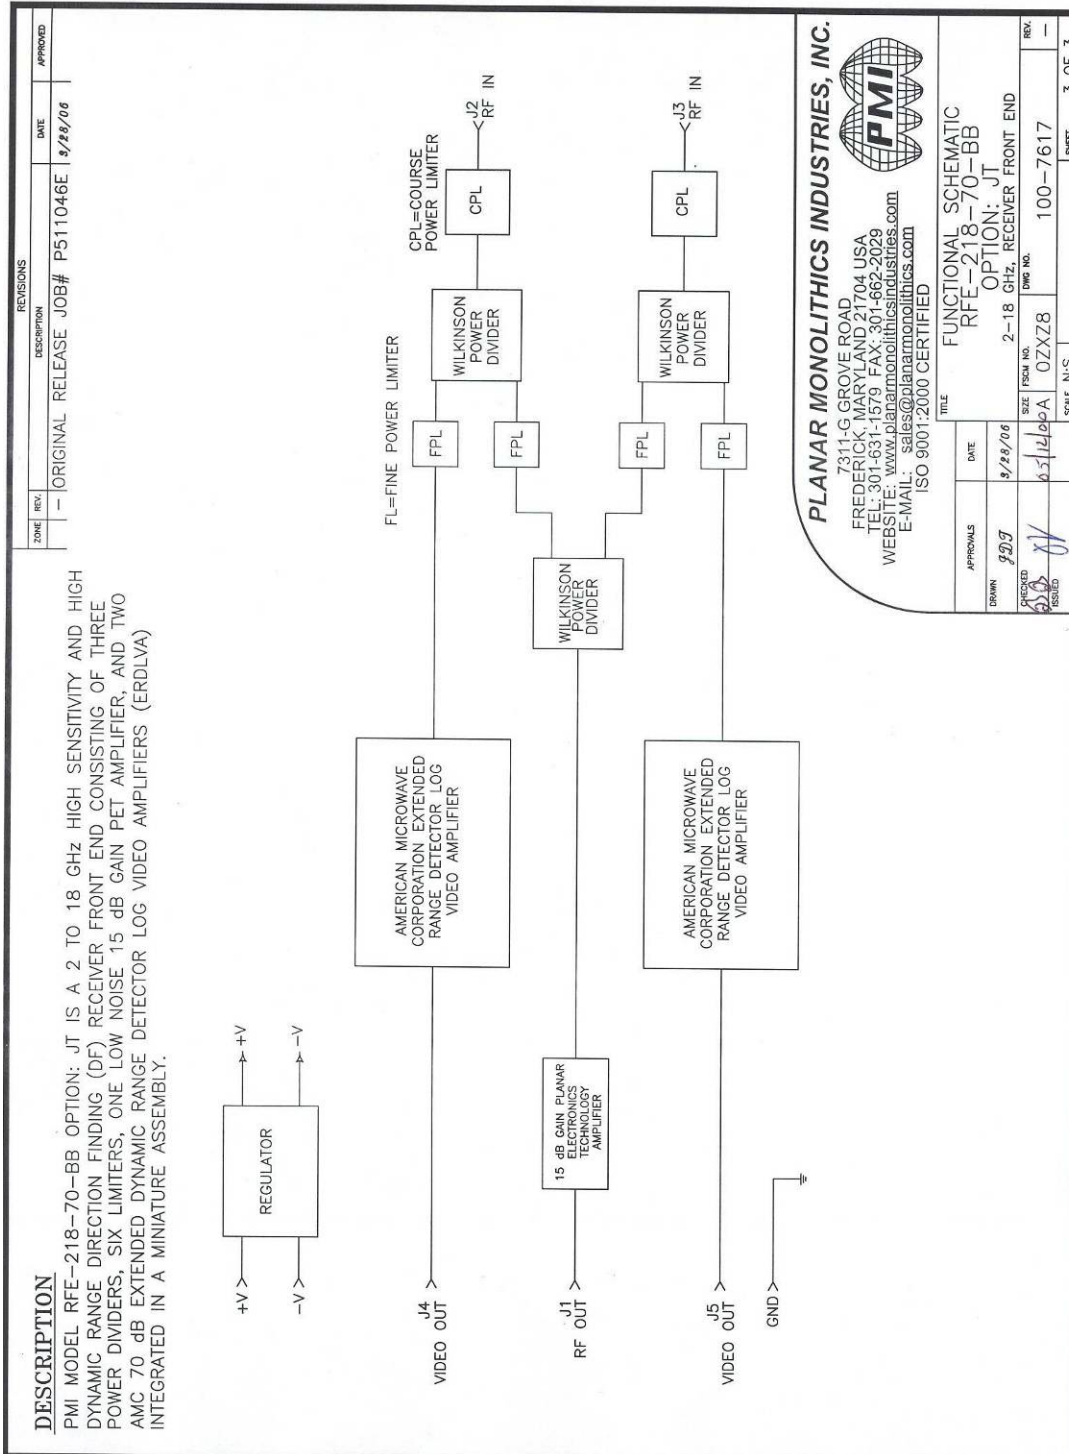 DESCRIPTION
PMI MODEL RFE-218-70-BB OPTION: JT IS A 2 TO 18 GHz HIGH SENSITIVITY AND HIGH
DYNAMIC RANGE DIRECTION FINDING (DF) RECEIVER FRONT END CONSISTING OF THREE
POWER DIVIDERS, SIX LIMITERS, ONE LOW NOISE 15 dB GAIN PET AMPLIFIER, AND TWO
AMC 70 dB EXTENDED DYNAMIC RANGE DETECTOR LOG VIDEO AMPLIFIERS (ERDLVA)
INTEGRATED IN A MINIATURE ASSEMBLY.
REVISIONS
ZONE
REV.
DESCRIPTION
DATE
APPROVED
—
ORIGINAL RELEASE JOB# P511046E
3/28/06
+V
-V
REGULATOR
+V
-V
FL=FINE POWER LIMITER
CPL=COURSE
POWER LIMITER
J4
VIDEO OUT
AMERICAN MICROWAVE
CORPORATION EXTENDED
RANGE DETECTOR LOG
VIDEO AMPLIFIER
FPL
WILKINSON
POWER
DIVIDER
CPL
J2
RF IN
FPL
J1
RF OUT
15 dB GAIN PLANAR
ELECTRONICS
TECHNOLOGY
AMPLIFIER
WILKINSON
POWER
DIVIDER
FPL
WILKINSON
POWER
DIVIDER
CPL
J3
RF IN
J5
VIDEO OUT
AMERICAN MICROWAVE
CORPORATION EXTENDED
RANGE DETECTOR LOG
VIDEO AMPLIFIER
FPL
GND
PLANAR MONOLITHICS INDUSTRIES, INC.
7311-G GROVE ROAD
FREDERICK, MARYLAND 21704 USA
TEL: 301-631-1579 FAX: 301-662-2029
WEBSITE: www.planarmonolithicsindustries.com
E-MAIL: sales@planarmonolithics.com
ISO 9001:2000 CERTIFIED
PMI
APPROVALS
DATE
DRAWN
JDJ
3/28/06
CHECKED
ISSUED
TITLE
FUNCTIONAL SCHEMATIC
RFE-218-70-BB
OPTION: JT
2-18 GHz, RECEIVER FRONT END
SIZE
A
FSCM NO.
0ZXZ8
DWG NO.
100-7617
REV.
—
SCALE N:S
SHEET 3 OF 3